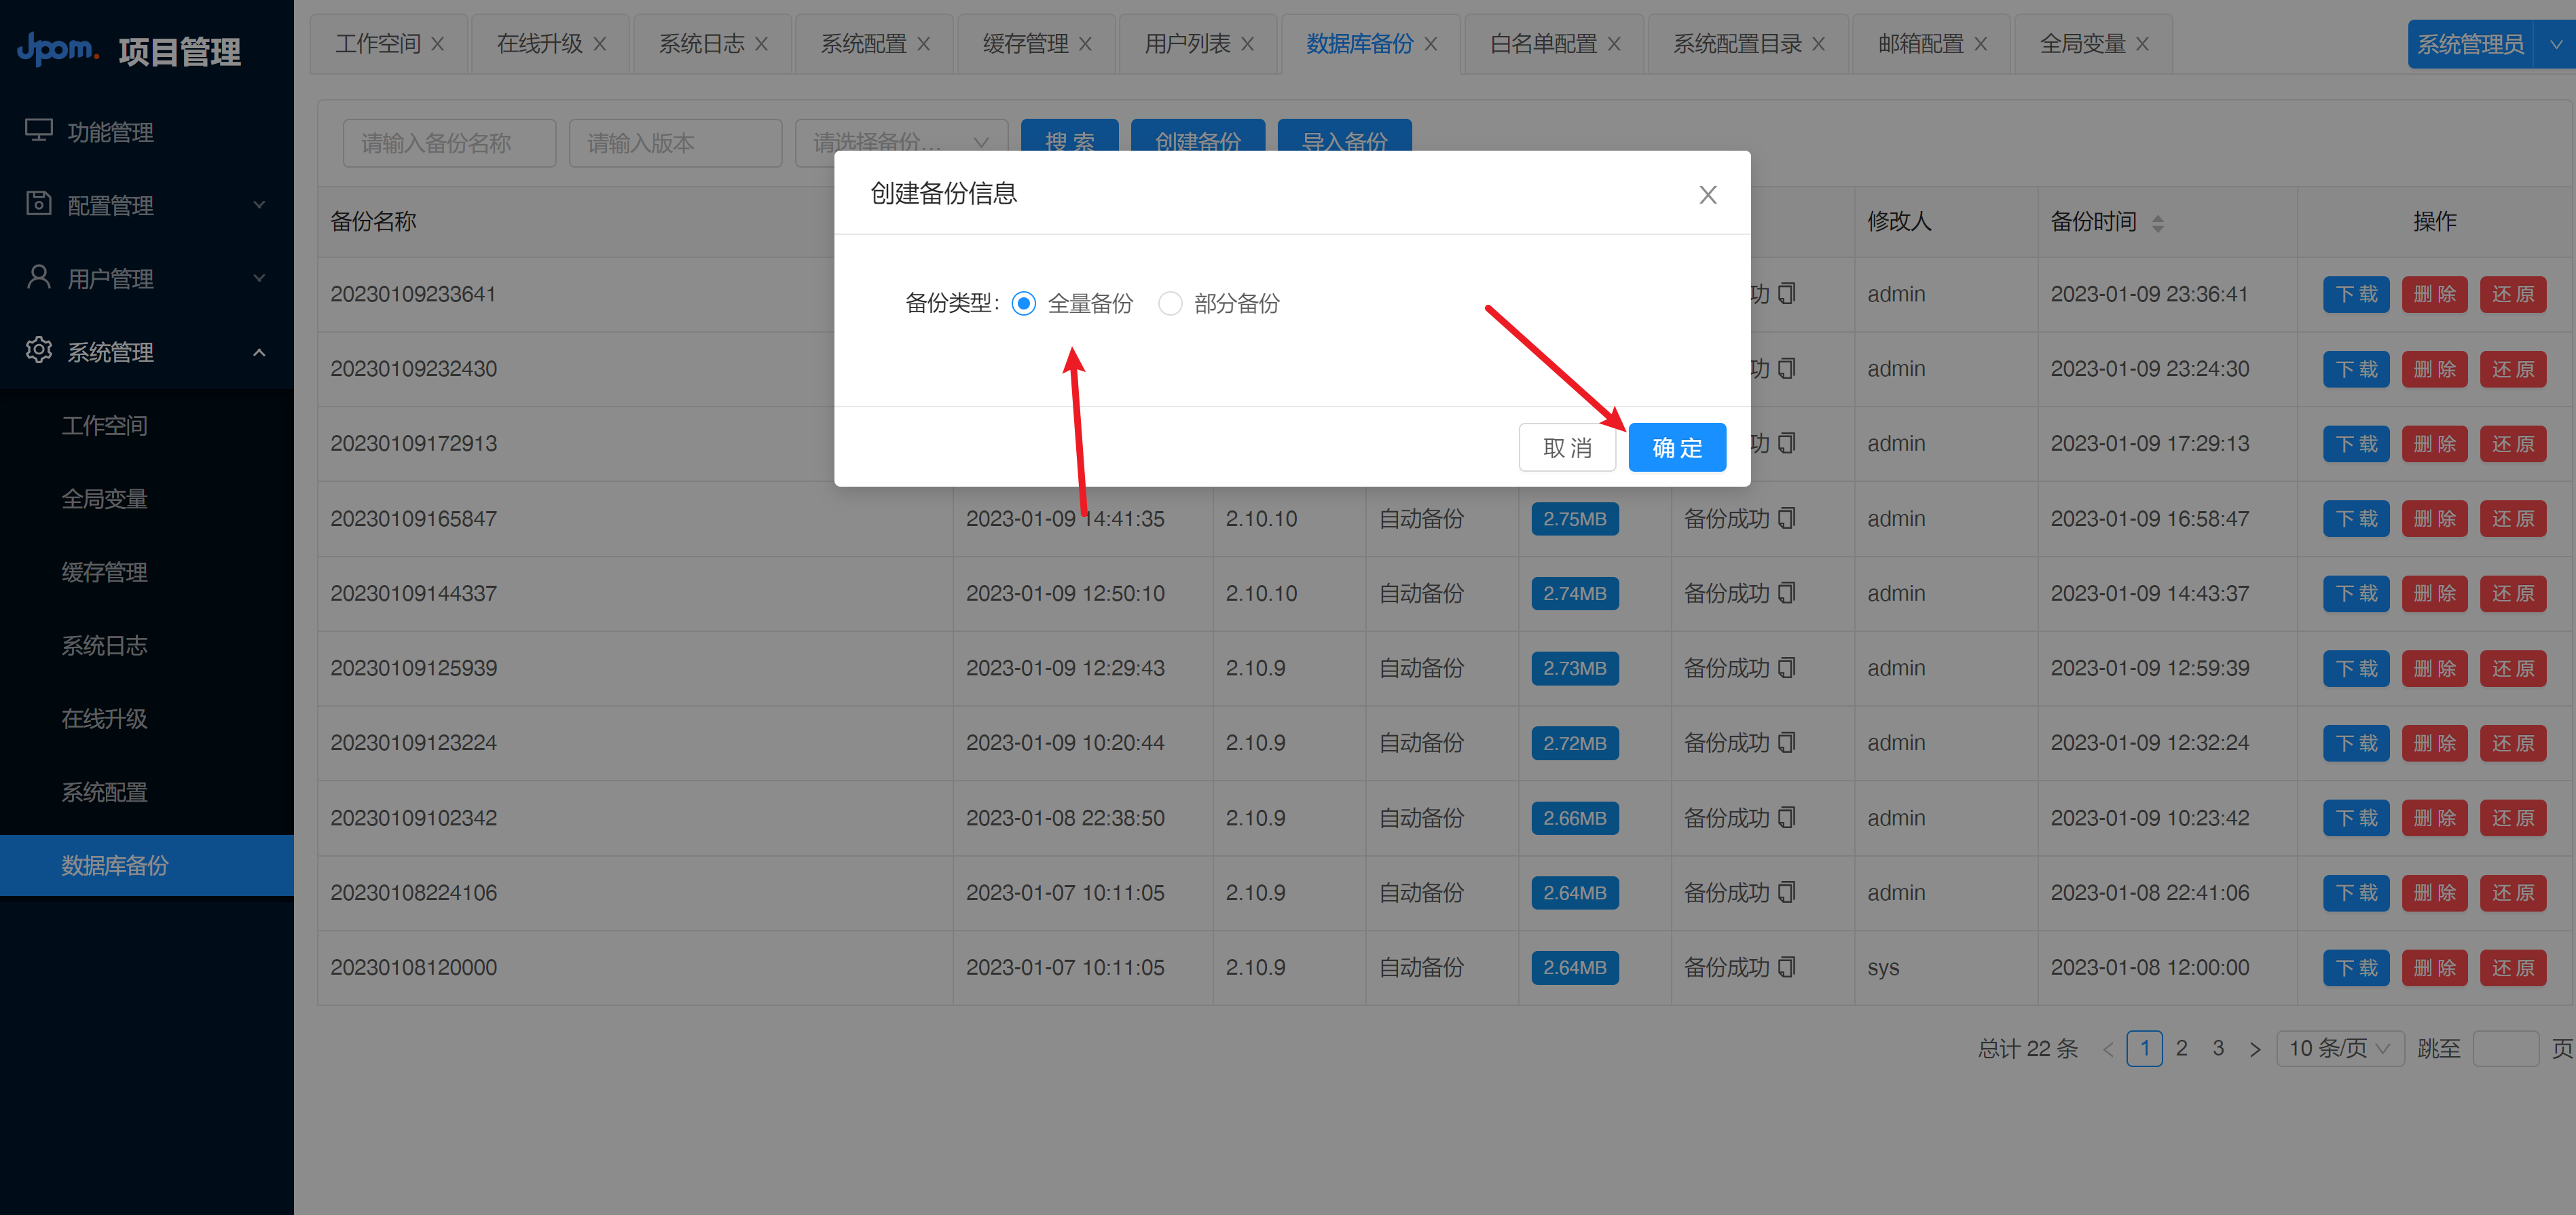 Jpom. 项目管理
功能管理
配置管理
用户管理
系统管理
工作空间
全局变量
缓存管理
系统日志
在线升级
系统配置
数据库备份
工作空间 在线升级 系统日志 系统配置 缓存管理 用户列表 数据库备份 白名单配置 系统配置目录 邮箱配置 全局变量 系统管理员
请输入备份名称 请输入版本 请选择备份... 搜 索 创建备份 导入备份
创建备份信息
备份类型: 全量备份 部分备份
取 消 确 定
备份名称 修改人 备份时间 操作
20230109233641 功 admin 2023-01-09 23:36:41 下 载 删 除 还 原
20230109232430 功 admin 2023-01-09 23:24:30 下 载 删 除 还 原
20230109172913 功 admin 2023-01-09 17:29:13 下 载 删 除 还 原
20230109165847 2023-01-09 14:41:35 2.10.10 自动备份 2.75MB 备份成功 admin 2023-01-09 16:58:47 下 载 删 除 还 原
20230109144337 2023-01-09 12:50:10 2.10.10 自动备份 2.74MB 备份成功 admin 2023-01-09 14:43:37 下 载 删 除 还 原
20230109125939 2023-01-09 12:29:43 2.10.9 自动备份 2.73MB 备份成功 admin 2023-01-09 12:59:39 下 载 删 除 还 原
20230109123224 2023-01-09 10:20:44 2.10.9 自动备份 2.72MB 备份成功 admin 2023-01-09 12:32:24 下 载 删 除 还 原
20230109102342 2023-01-08 22:38:50 2.10.9 自动备份 2.66MB 备份成功 admin 2023-01-09 10:23:42 下 载 删 除 还 原
20230108224106 2023-01-07 10:11:05 2.10.9 自动备份 2.64MB 备份成功 admin 2023-01-08 22:41:06 下 载 删 除 还 原
20230108120000 2023-01-07 10:11:05 2.10.9 自动备份 2.64MB 备份成功 sys 2023-01-08 12:00:00 下 载 删 除 还 原
总计 22 条 < 1 2 3 > 10 条/页 跳至 页